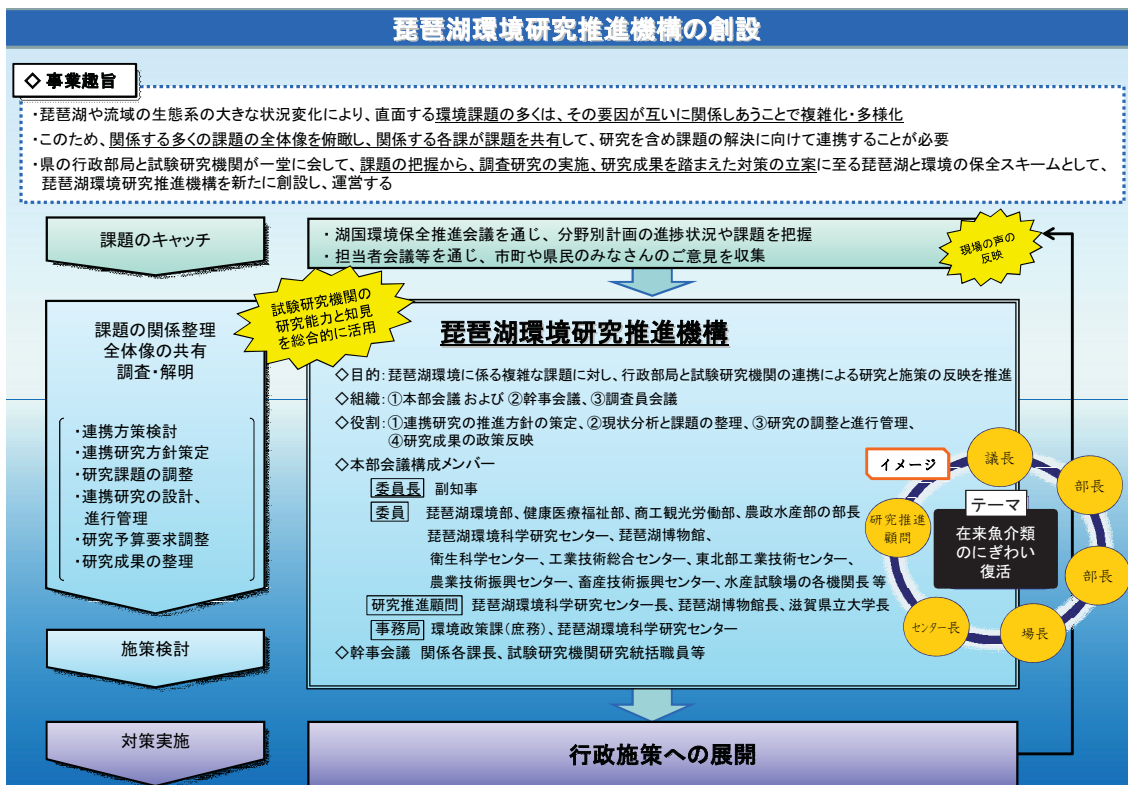 琵琶湖環境研究推進機構の創設
◇事業趣旨
・琵琶湖や流域の生態系の大きな状況変化により、直面する環境課題の多くは、その要因が互いに関係しあうことで複雑化・多様化
・このため、関係する多くの課題の全体像を俯瞰し、関係する各課が課題を共有して、研究を含め課題の解決に向けて連携することが必要
・県の行政部局と試験研究機関が一堂に会して、課題の把握から、調査研究の実施、研究成果を踏まえた対策の立案に至る琵琶湖と環境の保全スキームとして、
琵琶湖環境研究推進機構を新たに創設し、運営する
課題のキャッチ
・湖国環境保全推進会議を通じ、分野別計画の進捗状況や課題を把握
・担当者会議等を通じ、市町や県民のみなさんのご意見を収集
現場の声の
反映
課題の関係整理
全体像の共有
調査・解明
・連携方策検討
・連携研究方針策定
・研究課題の調整
・連携研究の設計、
進行管理
・研究予算要求調整
・研究成果の整理
試験研究機関の
研究能力と知見
を総合的に活用
琵琶湖環境研究推進機構
◇目的:琵琶湖環境に係る複雑な課題に対し、行政部局と試験研究機関の連携による研究と施策の反映を推進
◇組織:①本部会議 および ②幹事会議、③調査員会議
◇役割:①連携研究の推進方針の策定、②現状分析と課題の整理、③研究の調整と進行管理、
④研究成果の政策反映
◇本部会議構成メンバー
委員長 副知事
委員 琵琶湖環境部、健康医療福祉部、商工観光労働部、農政水産部の部長
琵琶湖環境科学研究センター、琵琶湖博物館、
衛生科学センター、工業技術総合センター、東北部工業技術センター、
農業技術振興センター、畜産技術振興センター、水産試験場の各機関長 等
研究推進顧問 琵琶湖環境科学研究センター長、琵琶湖博物館長、滋賀県立大学長
事務局 環境政策課(庶務)、琵琶湖環境科学研究センター
◇幹事会議 関係各課長、試験研究機関研究統括職員等
イメージ
議長
部長
部長
場長
センター長
研究推進
顧問
テーマ
在来魚介類
のにぎわい
復活
施策検討
対策実施
行政施策への展開